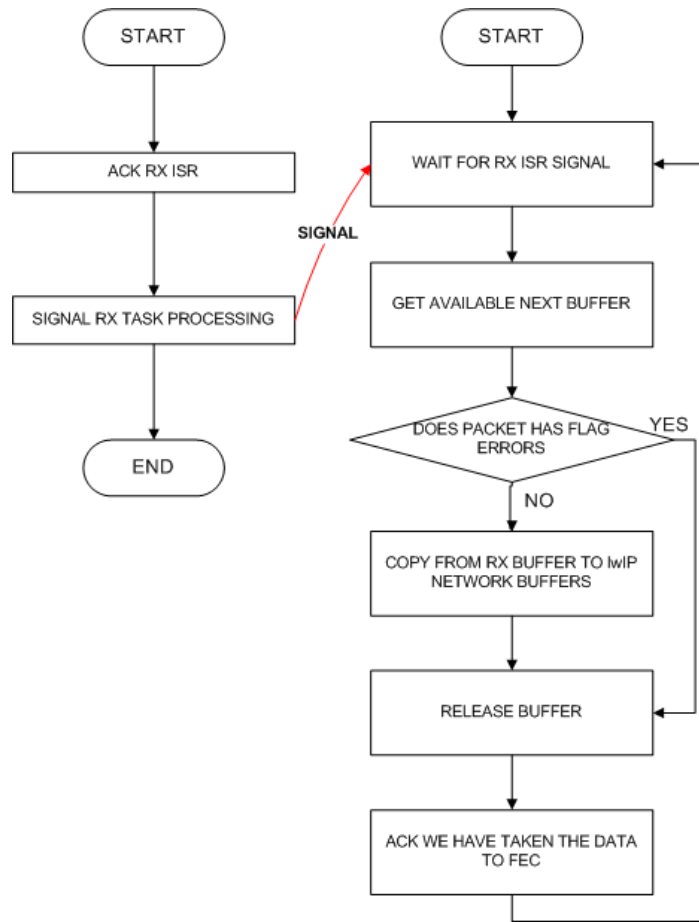 START
ACK RX ISR
SIGNAL RX TASK PROCESSING
END
SIGNAL
START
WAIT FOR RX ISR SIGNAL
GET AVAILABLE NEXT BUFFER
DOES PACKET HAS FLAG
ERRORS
YES
NO
COPY FROM RX BUFFER TO lwIP
NETWORK BUFFERS
RELEASE BUFFER
ACK WE HAVE TAKEN THE DATA
TO FEC